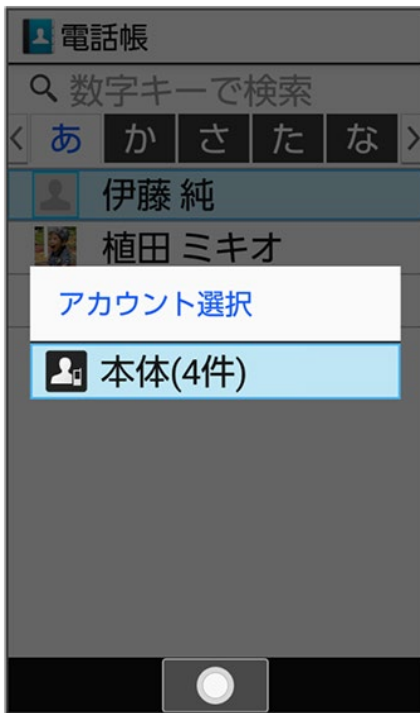 電話帳
数字キーで検索
< あ か さ た な >
伊藤 純
植田 ミキオ
アカウント選択
本体(4件)